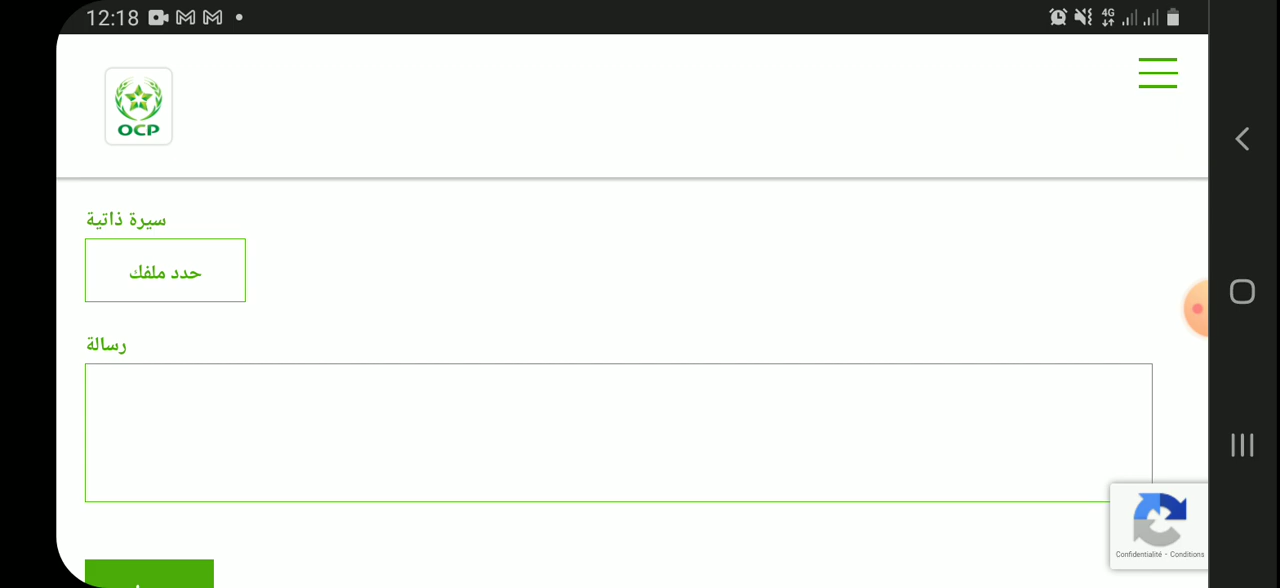 12:18
4G
OCP
سيرة ذاتية
حدد ملفك
رسالة
Confidentialité - Conditions